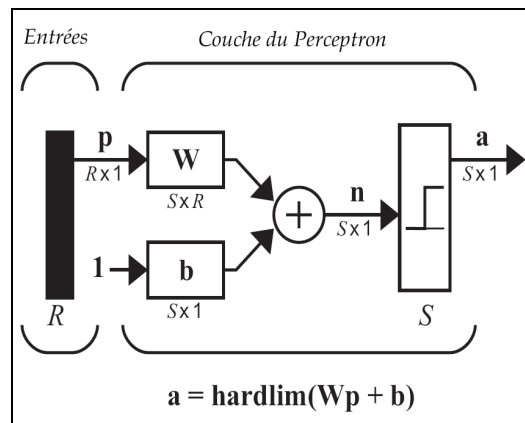 Entrées
Couche du Perceptron
p
Rx1
W
SxR
1
b
Sx1
+
n
Sx1
a
Sx1
R
S
a = hardlim(Wp + b)